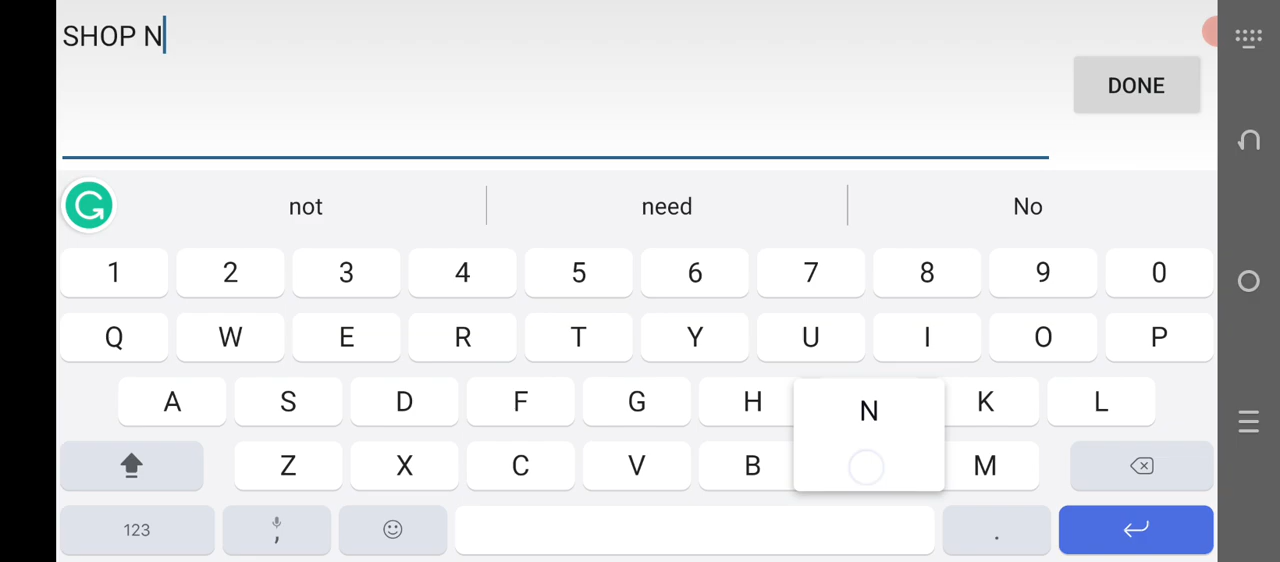 SHOP N
DONE
not need No
1 2 3 4 5 6 7 8 9 0
Q W E R T Y U I O P
A S D F G H N K L
Z X C V B M
123 , .